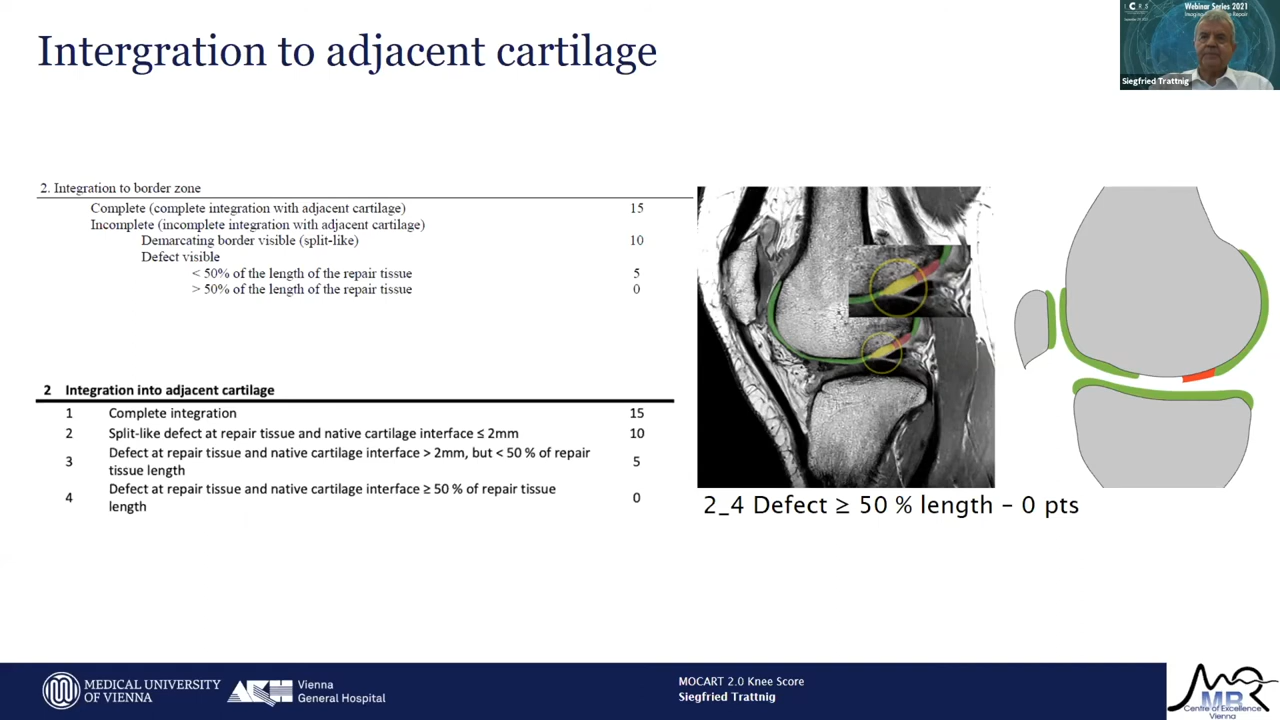 Intergration to adjacent cartilage
I C R S
Webinar Series 2021
Siegfried Trattnig
2. Integration to border zone
Complete (complete integration with adjacent cartilage) 15
Incomplete (incomplete integration with adjacent cartilage)
Demarcating border visible (split-like) 10
Defect visible
< 50% of the length of the repair tissue 5
> 50% of the length of the repair tissue 0
2 Integration into adjacent cartilage
1 Complete integration 15
2 Split-like defect at repair tissue and native cartilage interface ≤ 2mm 10
3 Defect at repair tissue and native cartilage interface > 2mm, but < 50 % of repair
tissue length 5
4 Defect at repair tissue and native cartilage interface ≥ 50 % of repair tissue
length 0
2_4 Defect ≥ 50 % length – 0 pts
MEDICAL UNIVERSITY
OF VIENNA
AKH
Vienna
General Hospital
MOCART 2.0 Knee Score
Siegfried Trattnig
MR
Centre of Excellence
Vienna